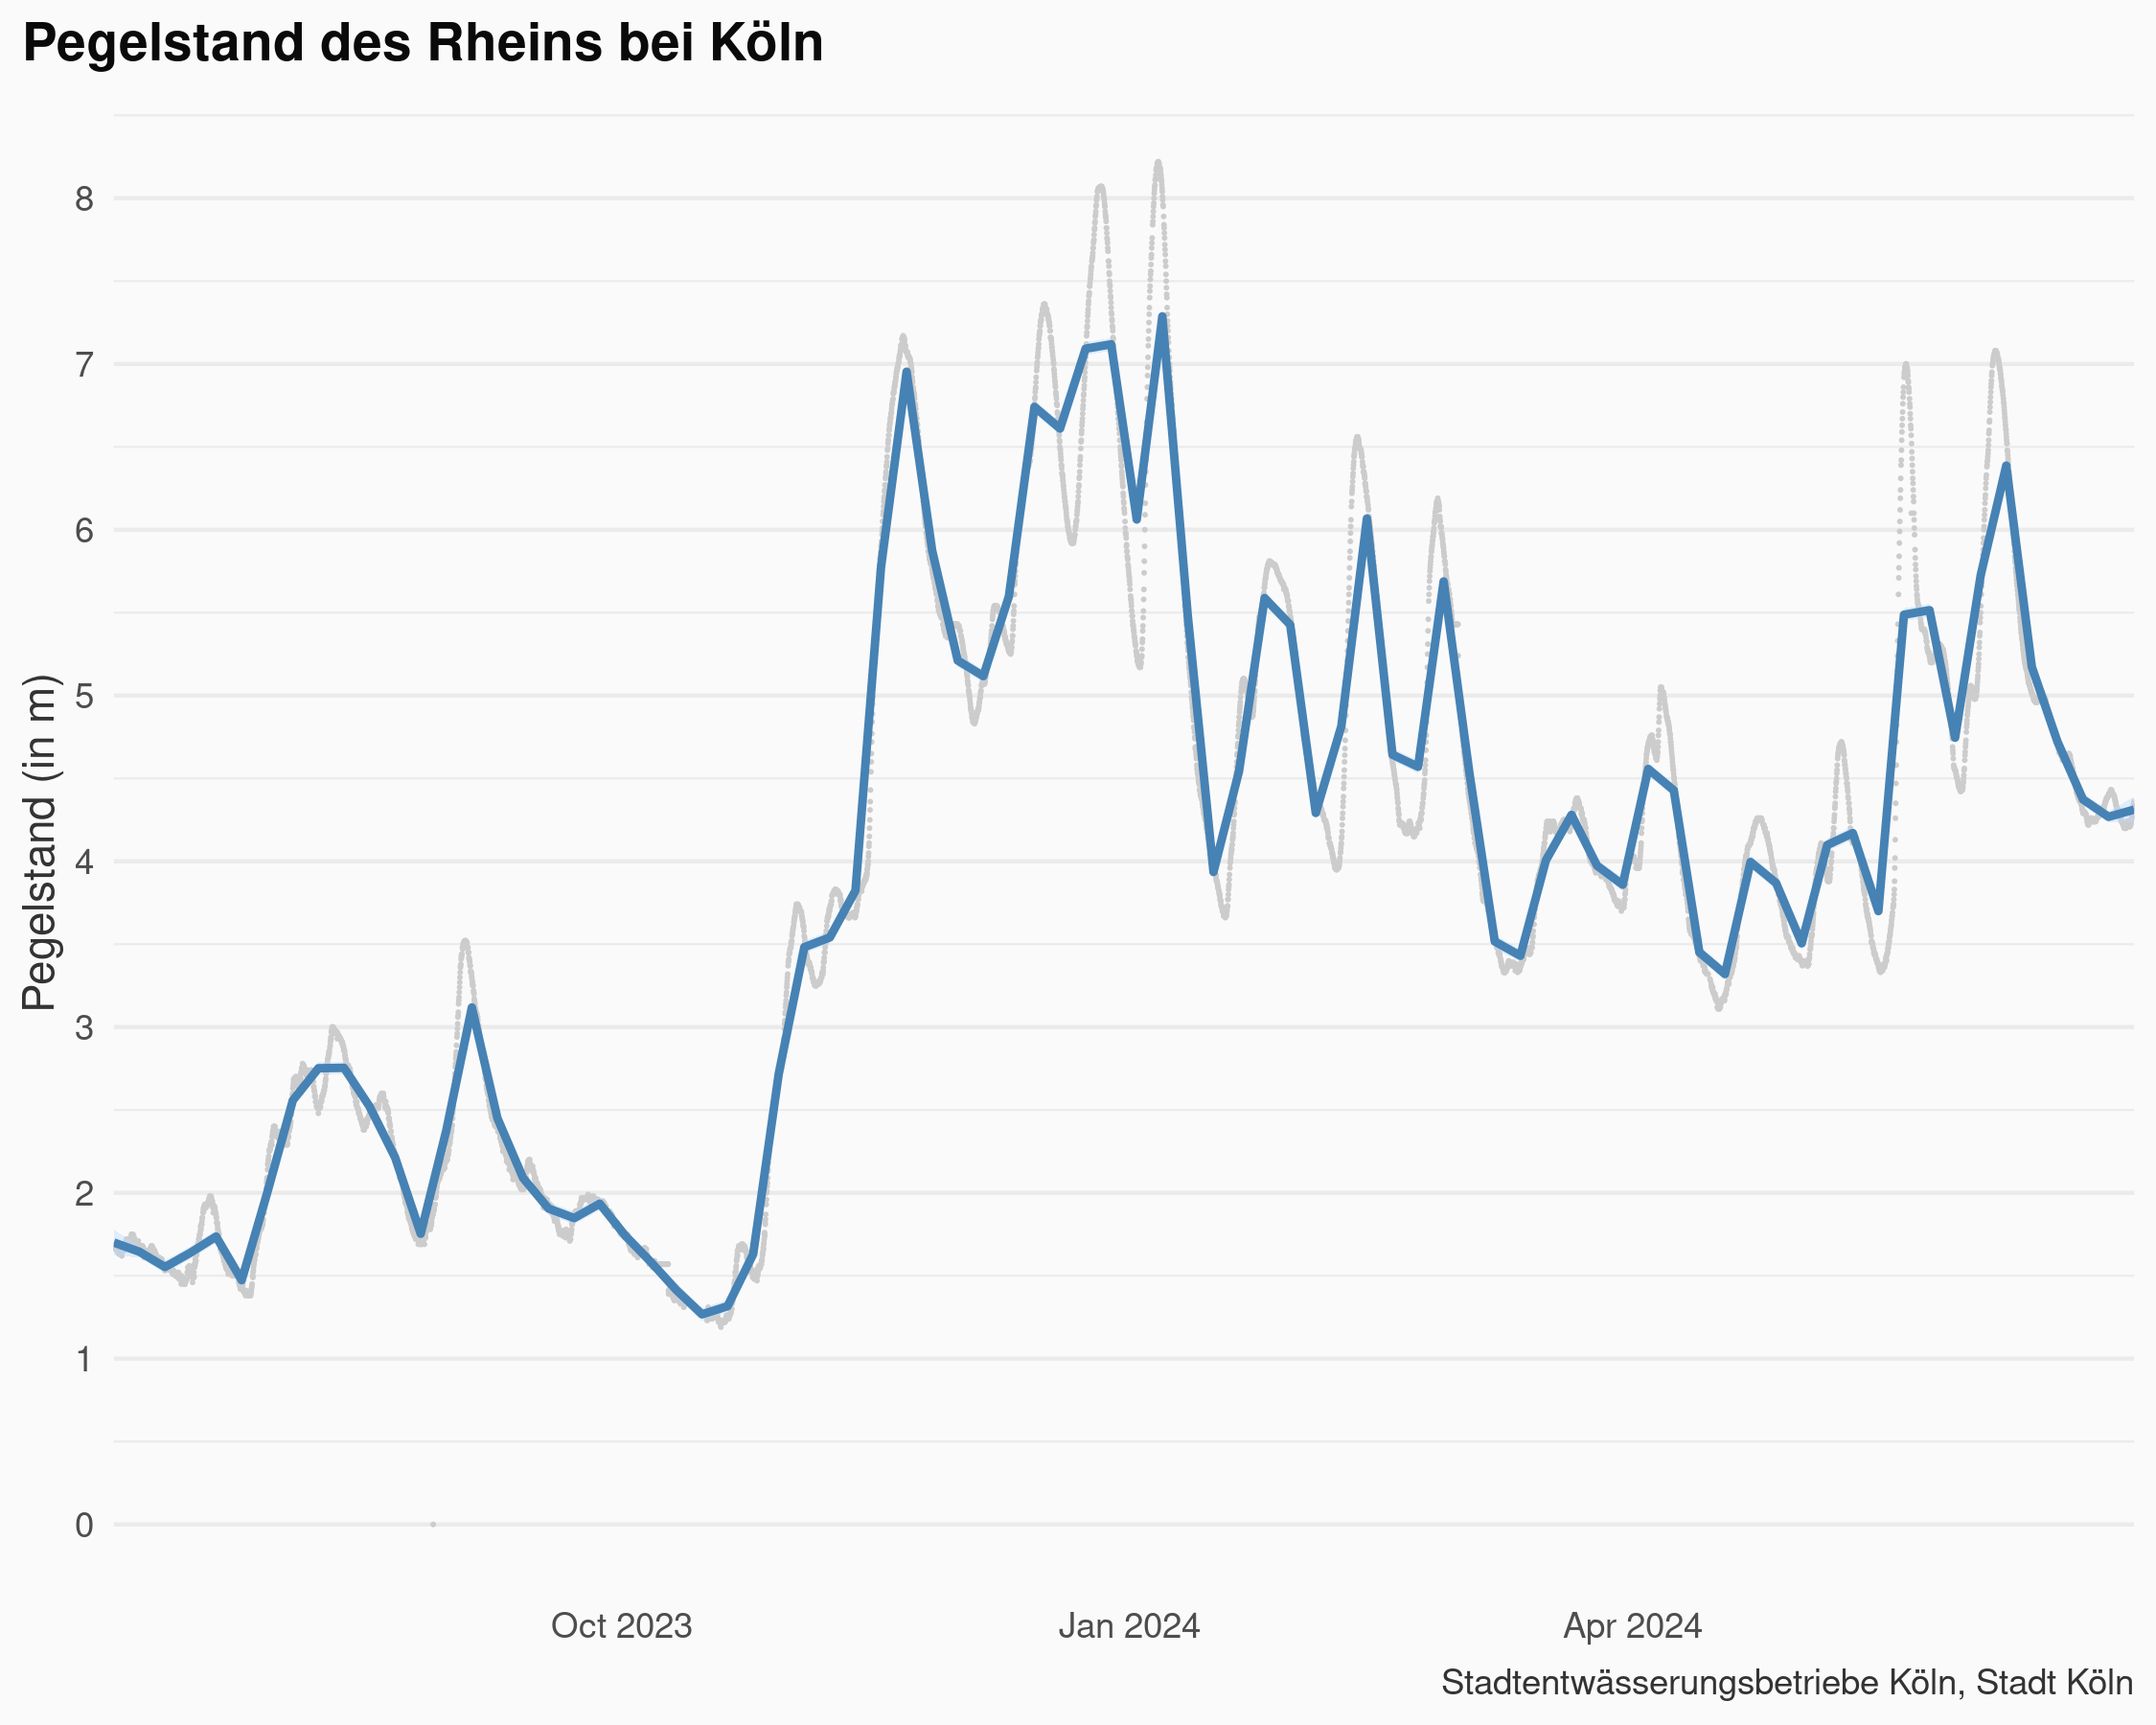 Pegelstand des Rheins bei Köln
Pegelstand (in m)
8
7
6
5
4
3
2
1
0
Oct 2023 Jan 2024 Apr 2024
Stadtentwässerungsbetriebe Köln, Stadt Köln